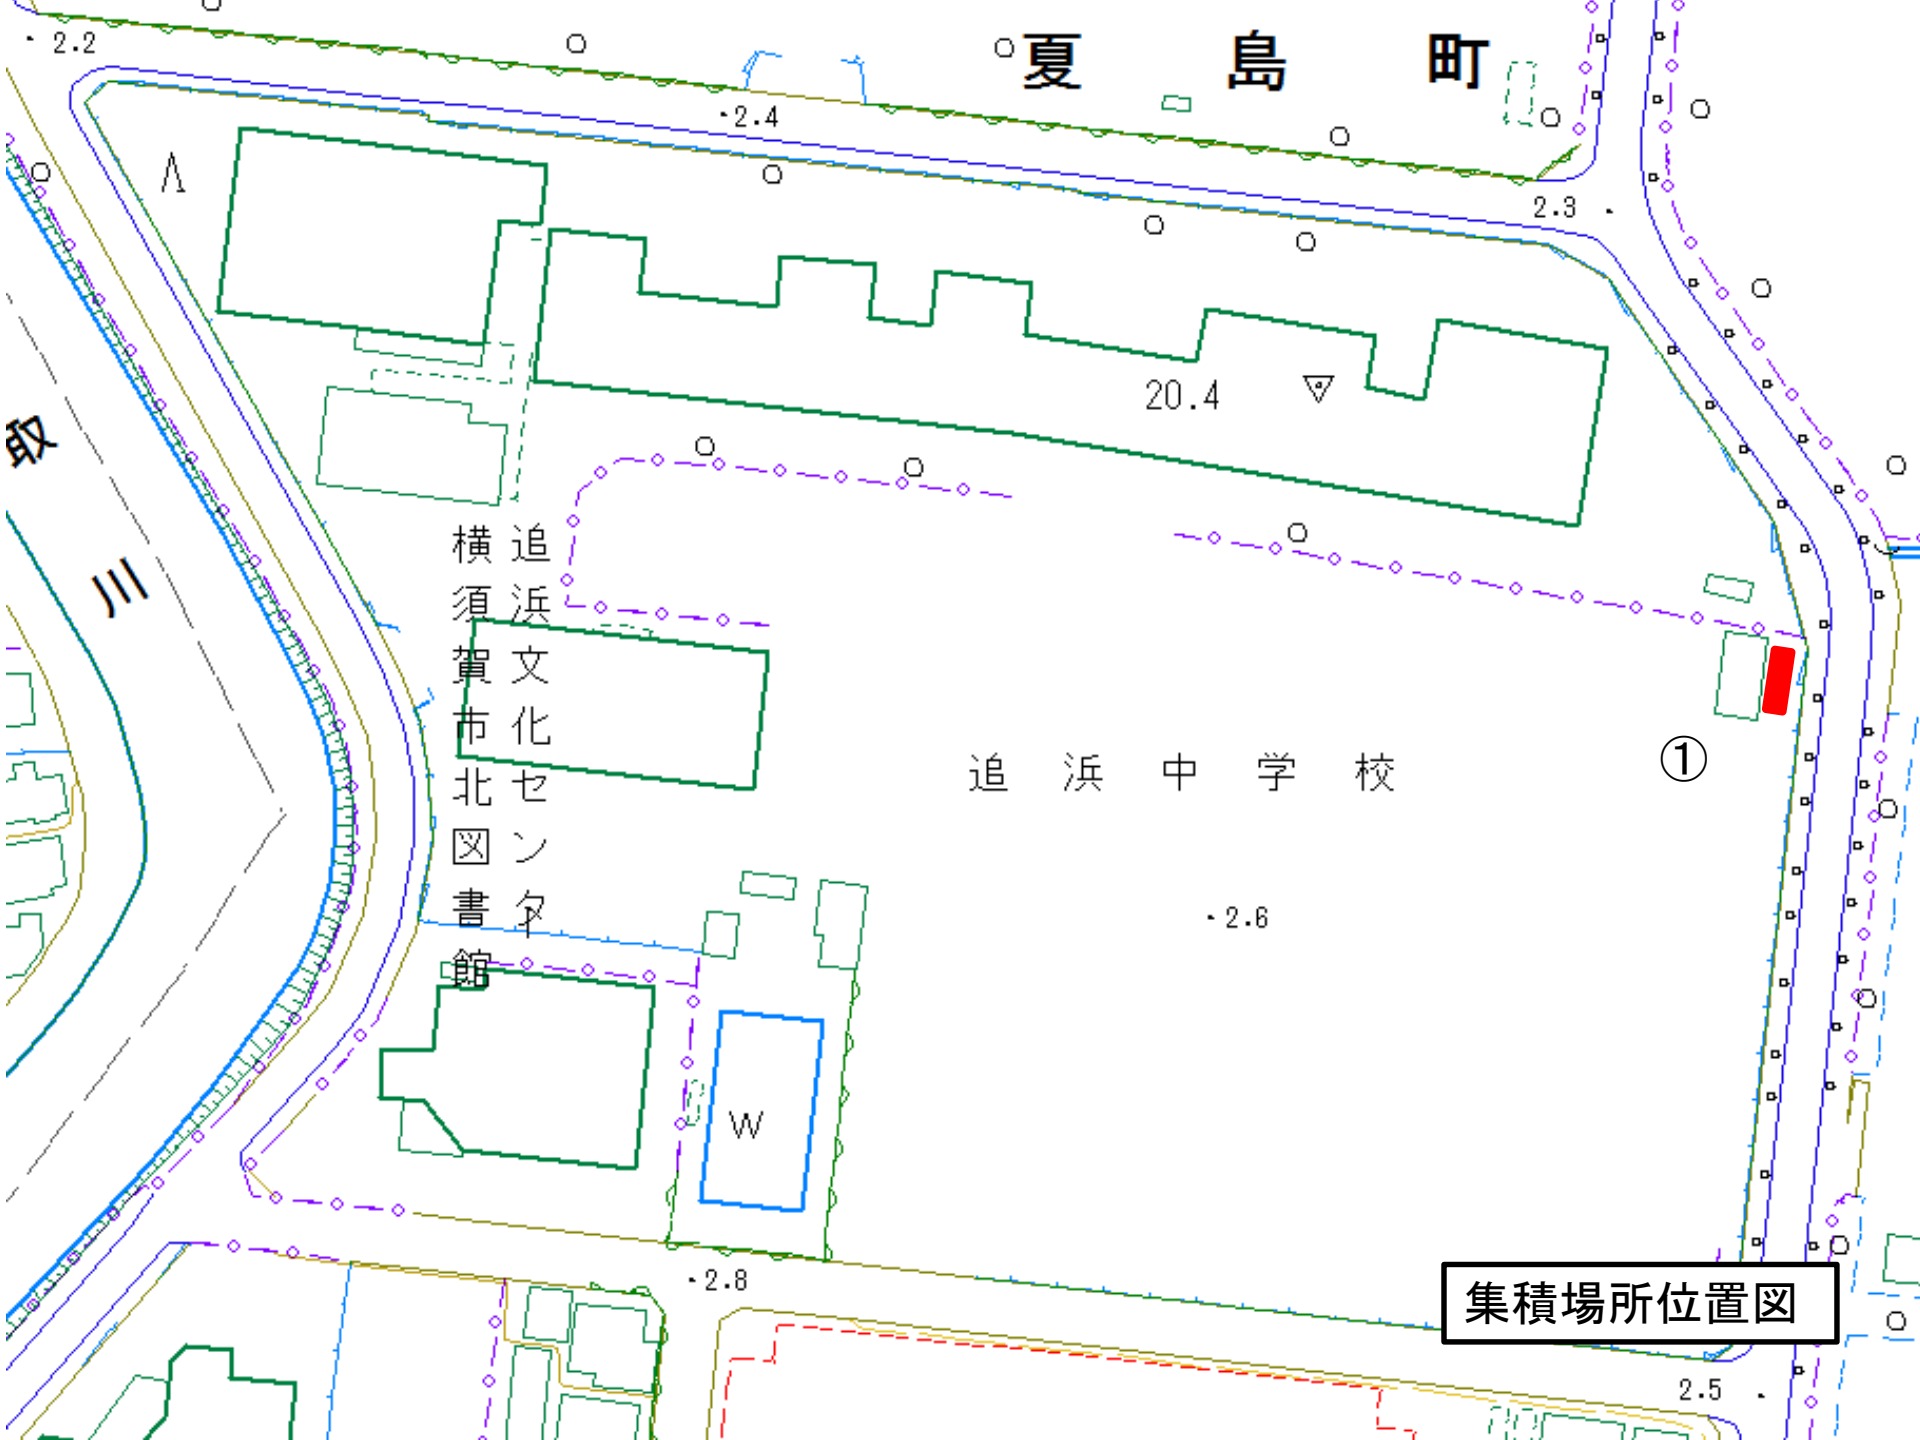 2.2
夏島町
2.4
2.3
20.4
取川
追浜文化センター
横須賀市北図書館
追浜中学校
①
2.6
W
2.8
集積場所位置図
2.5